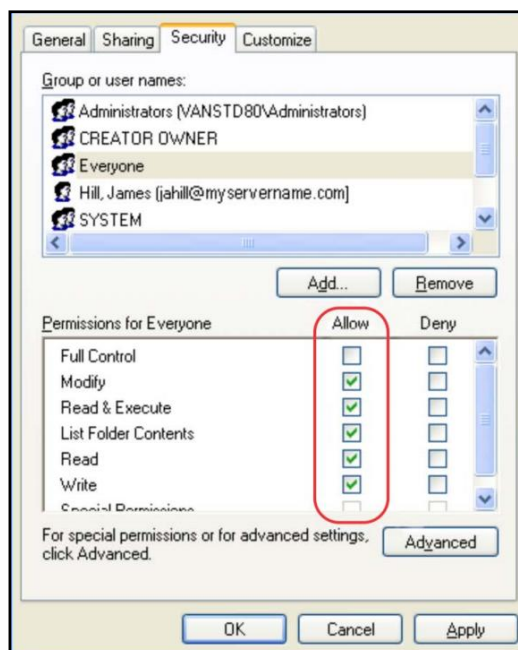 General Sharing Security Customize
Group or user names:
Administrators (VANSTD80\Administrators)
CREATOR OWNER
Everyone
Hill, James (jahill@myservername.com)
SYSTEM
Add... Remove
Permissions for Everyone Allow Deny
Full Control
Modify
Read & Execute
List Folder Contents
Read
Write
Special Permissions
For special permissions or for advanced settings,
click Advanced.
Advanced
OK Cancel Apply